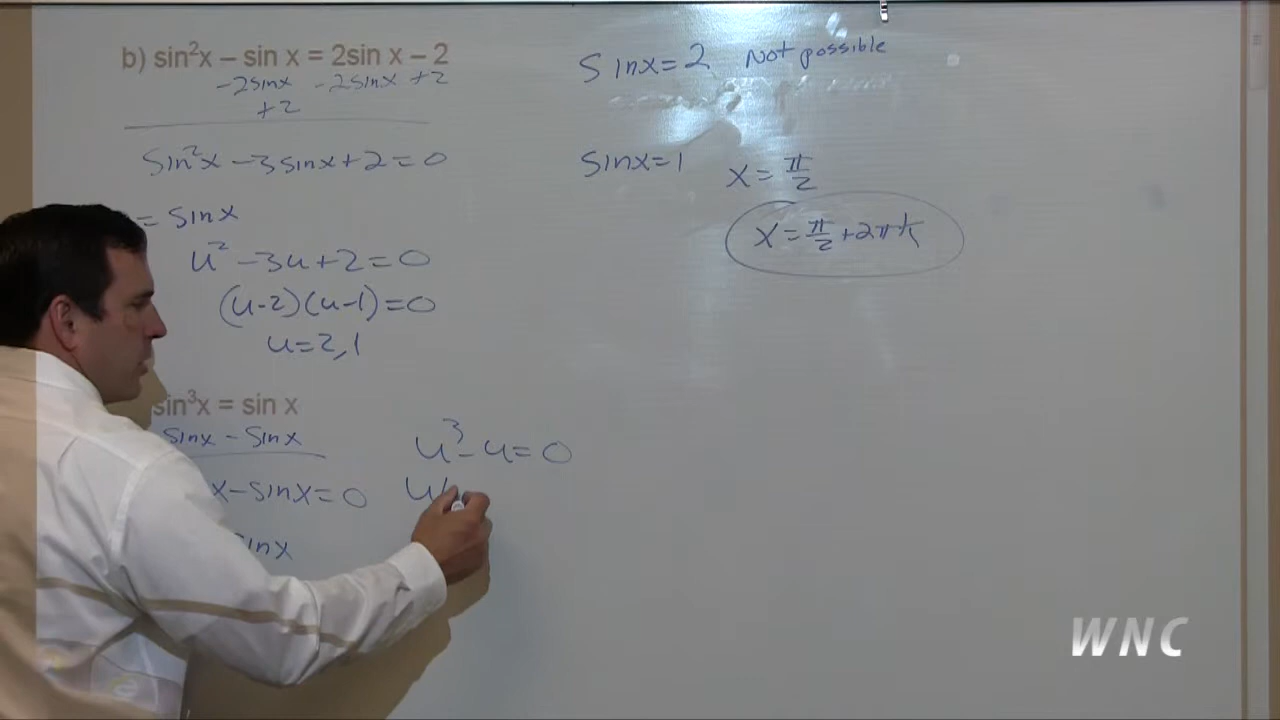 b) sin²x – sin x = 2sin x – 2
-2sinx -2sinx +2
+2
sin²x -3sinx+2=0
= sinx
u² -3u+2=0
(u-2)(u-1)=0
u=2,1
sinx=2 Not possible
sinx=1 x=π/2
x=π/2+2πk
sin³x = sin x
sinx -sinx
x-sinx=0
sinx
u³-u=0
u(
WNC